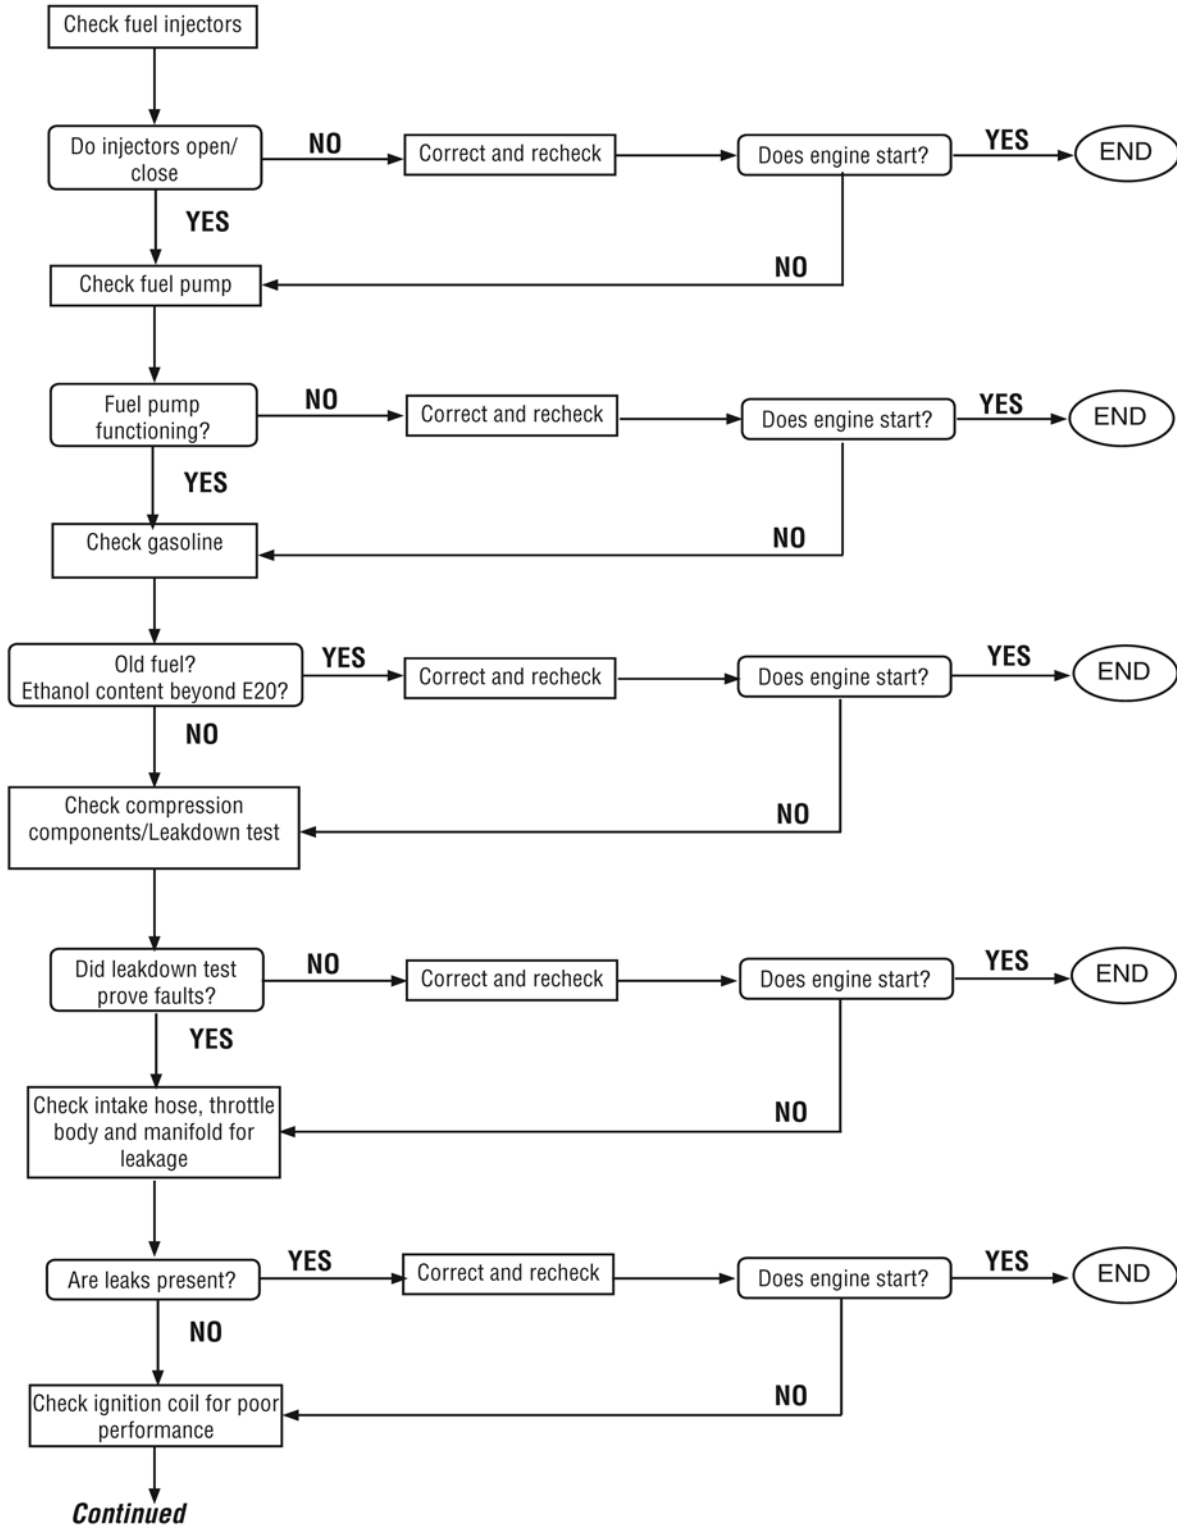 Check fuel injectors
Do injectors open/
close
NO
Correct and recheck
Does engine start?
YES
END
YES
NO
Check fuel pump
Fuel pump
functioning?
NO
Correct and recheck
Does engine start?
YES
END
YES
NO
Check gasoline
Old fuel?
Ethanol content beyond E20?
YES
Correct and recheck
Does engine start?
YES
END
NO
NO
Check compression
components/Leakdown test
Did leakdown test
prove faults?
NO
Correct and recheck
Does engine start?
YES
END
YES
NO
Check intake hose, throttle
body and manifold for
leakage
Are leaks present?
YES
Correct and recheck
Does engine start?
YES
END
NO
NO
Check ignition coil for poor
performance
Continued